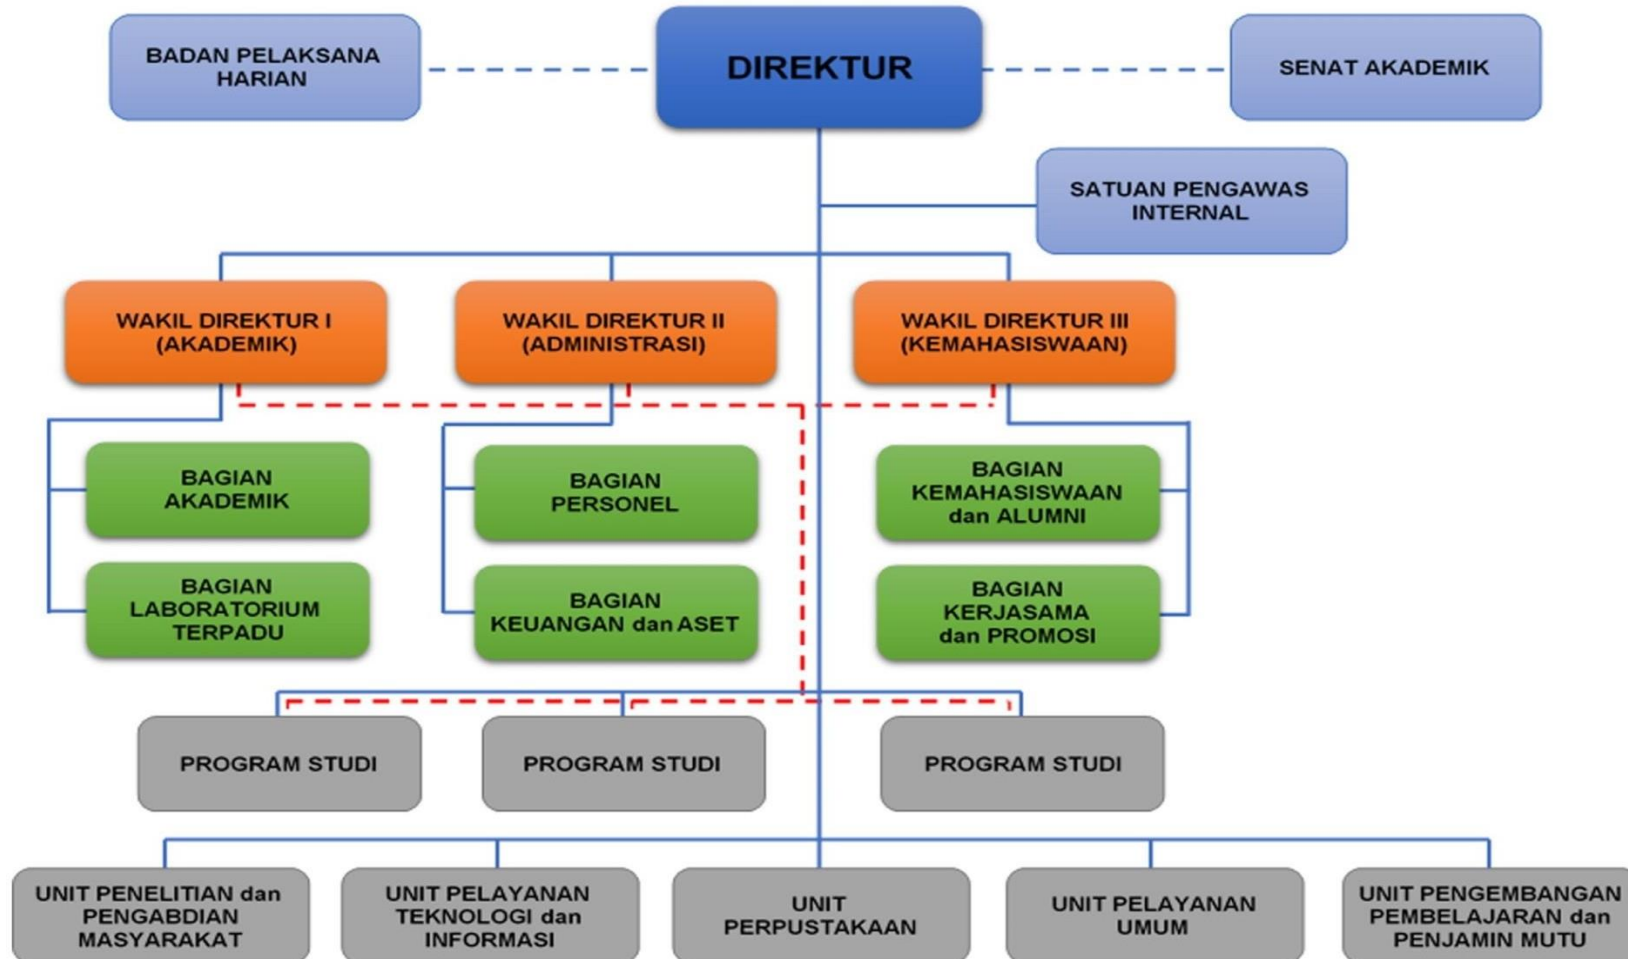 BADAN PELAKSANA
HARIAN
DIREKTUR
SENAT AKADEMIK
SATUAN PENGAWAS
INTERNAL
WAKIL DIREKTUR I
(AKADEMIK)
WAKIL DIREKTUR II
(ADMINISTRASI)
WAKIL DIREKTUR III
(KEMAHASISWAAN)
BAGIAN
AKADEMIK
BAGIAN
PERSONEL
BAGIAN
KEMAHASISWAAN
dan ALUMNI
BAGIAN
LABORATORIUM
TERPADU
BAGIAN
KEUANGAN dan ASET
BAGIAN
KERJASAMA
dan PROMOSI
PROGRAM STUDI
PROGRAM STUDI
PROGRAM STUDI
UNIT PENELITIAN dan
PENGABDIAN
MASYARAKAT
UNIT PELAYANAN
TEKNOLOGI dan
INFORMASI
UNIT
PERPUSTAKAAN
UNIT PELAYANAN
UMUM
UNIT PENGEMBANGAN
PEMBELAJARAN dan
PENJAMIN MUTU